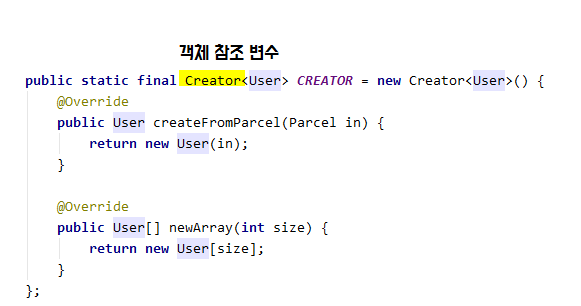 객체 참조 변수
public static final Creator<User> CREATOR = new Creator<User>() {
@Override
public User createFromParcel(Parcel in) {
return new User(in);
}
@Override
public User[] newArray(int size) {
return new User[size];
}
};